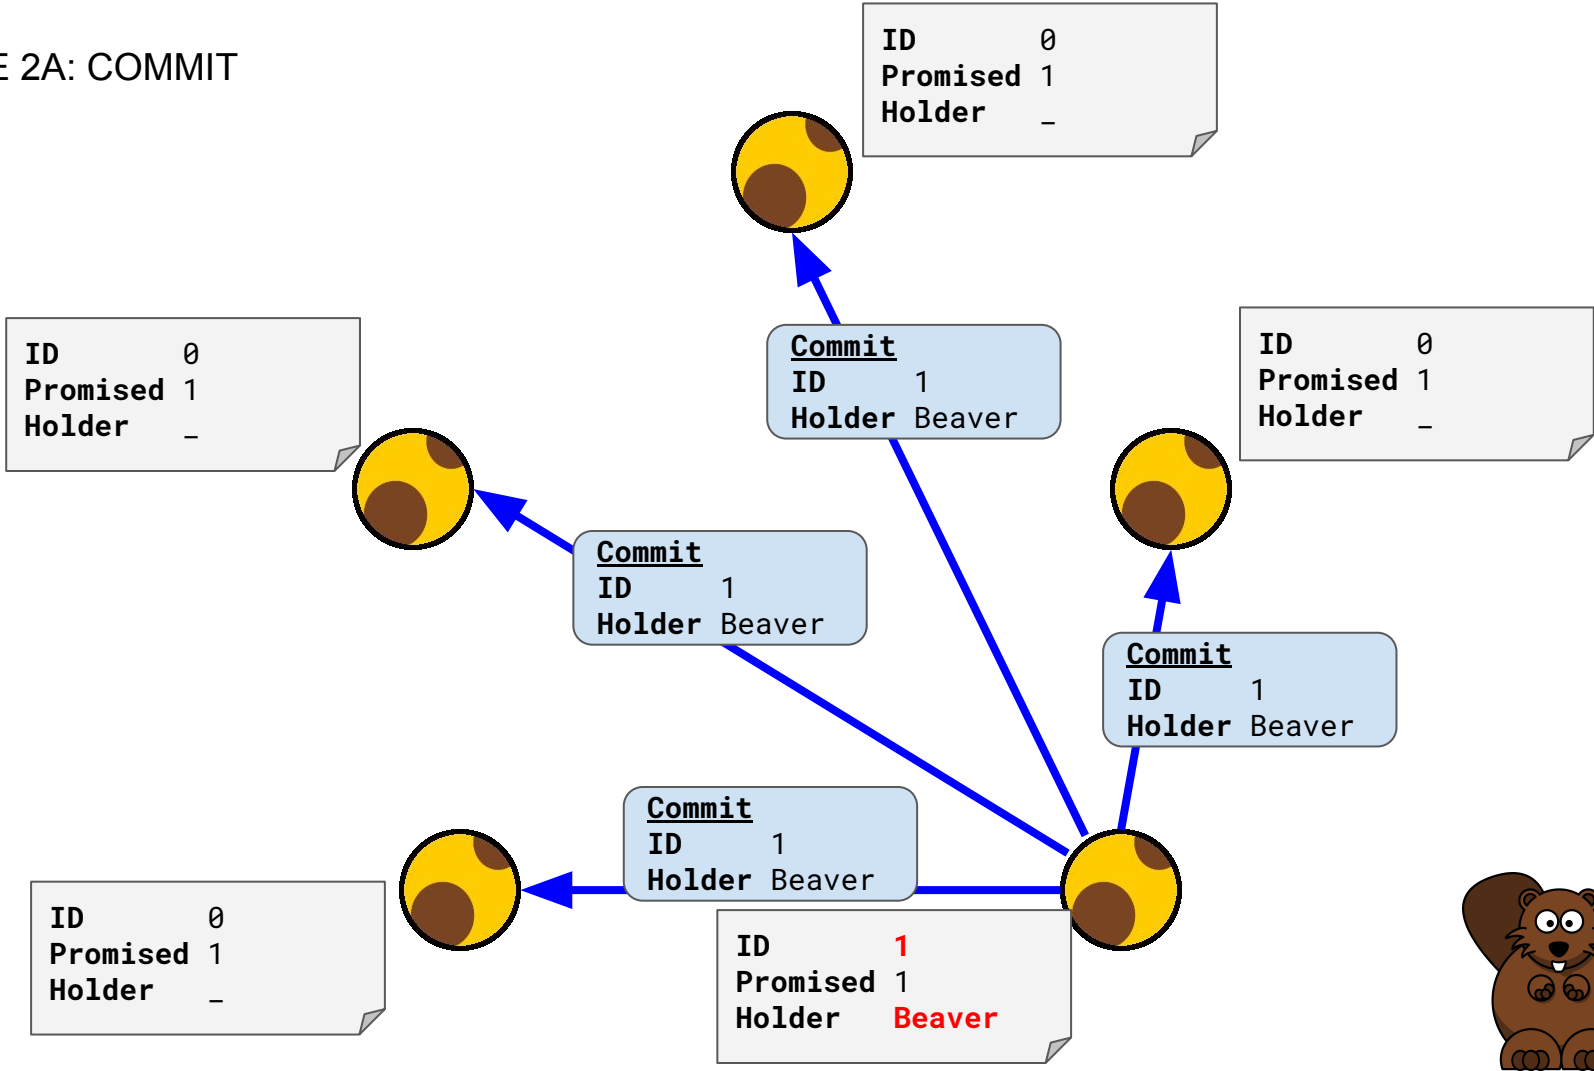 E 2A: COMMIT
ID 0
Promised 1
Holder _
ID 0
Promised 1
Holder _
Commit
ID 1
Holder Beaver
ID 0
Promised 1
Holder _
Commit
ID 1
Holder Beaver
Commit
ID 1
Holder Beaver
Commit
ID 1
Holder Beaver
ID 0
Promised 1
Holder _
ID 1
Promised 1
Holder Beaver